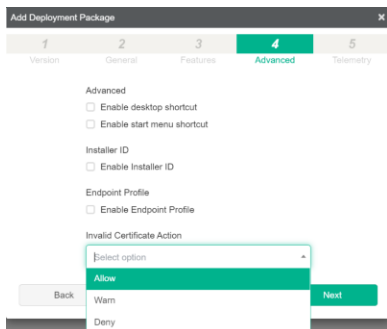 Add Deployment Package ×
1 2 3 4 5
Version General Features Advanced Telemetry
Advanced
Enable desktop shortcut
Enable start menu shortcut
Installer ID
Enable Installer ID
Endpoint Profile
Enable Endpoint Profile
Invalid Certificate Action
Select option
Allow
Back Next
Warn
Deny